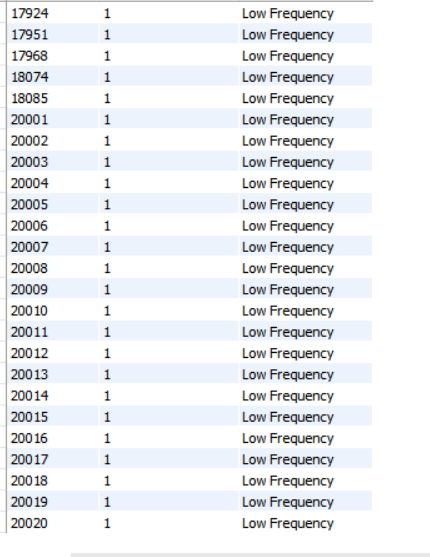 17924 1 Low Frequency
17951 1 Low Frequency
17968 1 Low Frequency
18074 1 Low Frequency
18085 1 Low Frequency
20001 1 Low Frequency
20002 1 Low Frequency
20003 1 Low Frequency
20004 1 Low Frequency
20005 1 Low Frequency
20006 1 Low Frequency
20007 1 Low Frequency
20008 1 Low Frequency
20009 1 Low Frequency
20010 1 Low Frequency
20011 1 Low Frequency
20012 1 Low Frequency
20013 1 Low Frequency
20014 1 Low Frequency
20015 1 Low Frequency
20016 1 Low Frequency
20017 1 Low Frequency
20018 1 Low Frequency
20019 1 Low Frequency
20020 1 Low Frequency